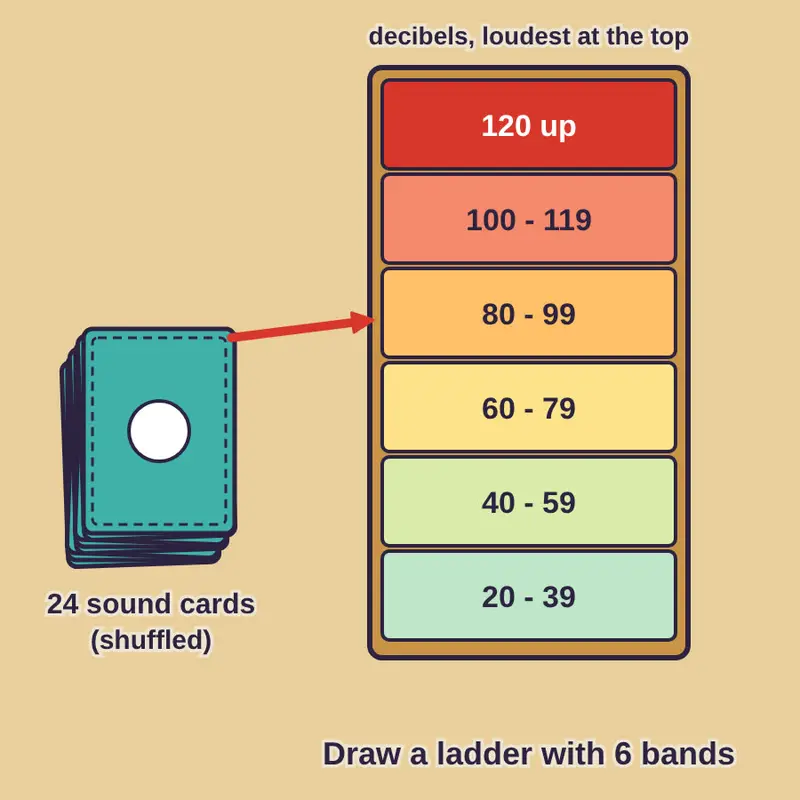 decibels, loudest at the top
120 up
100 - 119
80 - 99
60 - 79
40 - 59
20 - 39
24 sound cards
(shuffled)
Draw a ladder with 6 bands